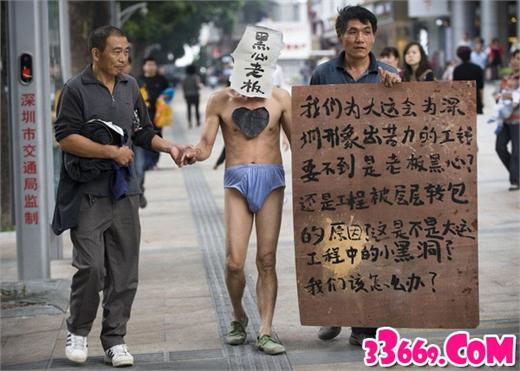 黑心
老板
深圳市交通局监制
我们为大运会为深
圳形象出苦力的工钱
要不到是老板黑心?
还是工程被层层转包
的原因?这是不是大运
工程中的小黑洞?
我们该怎么办?
33669.COM